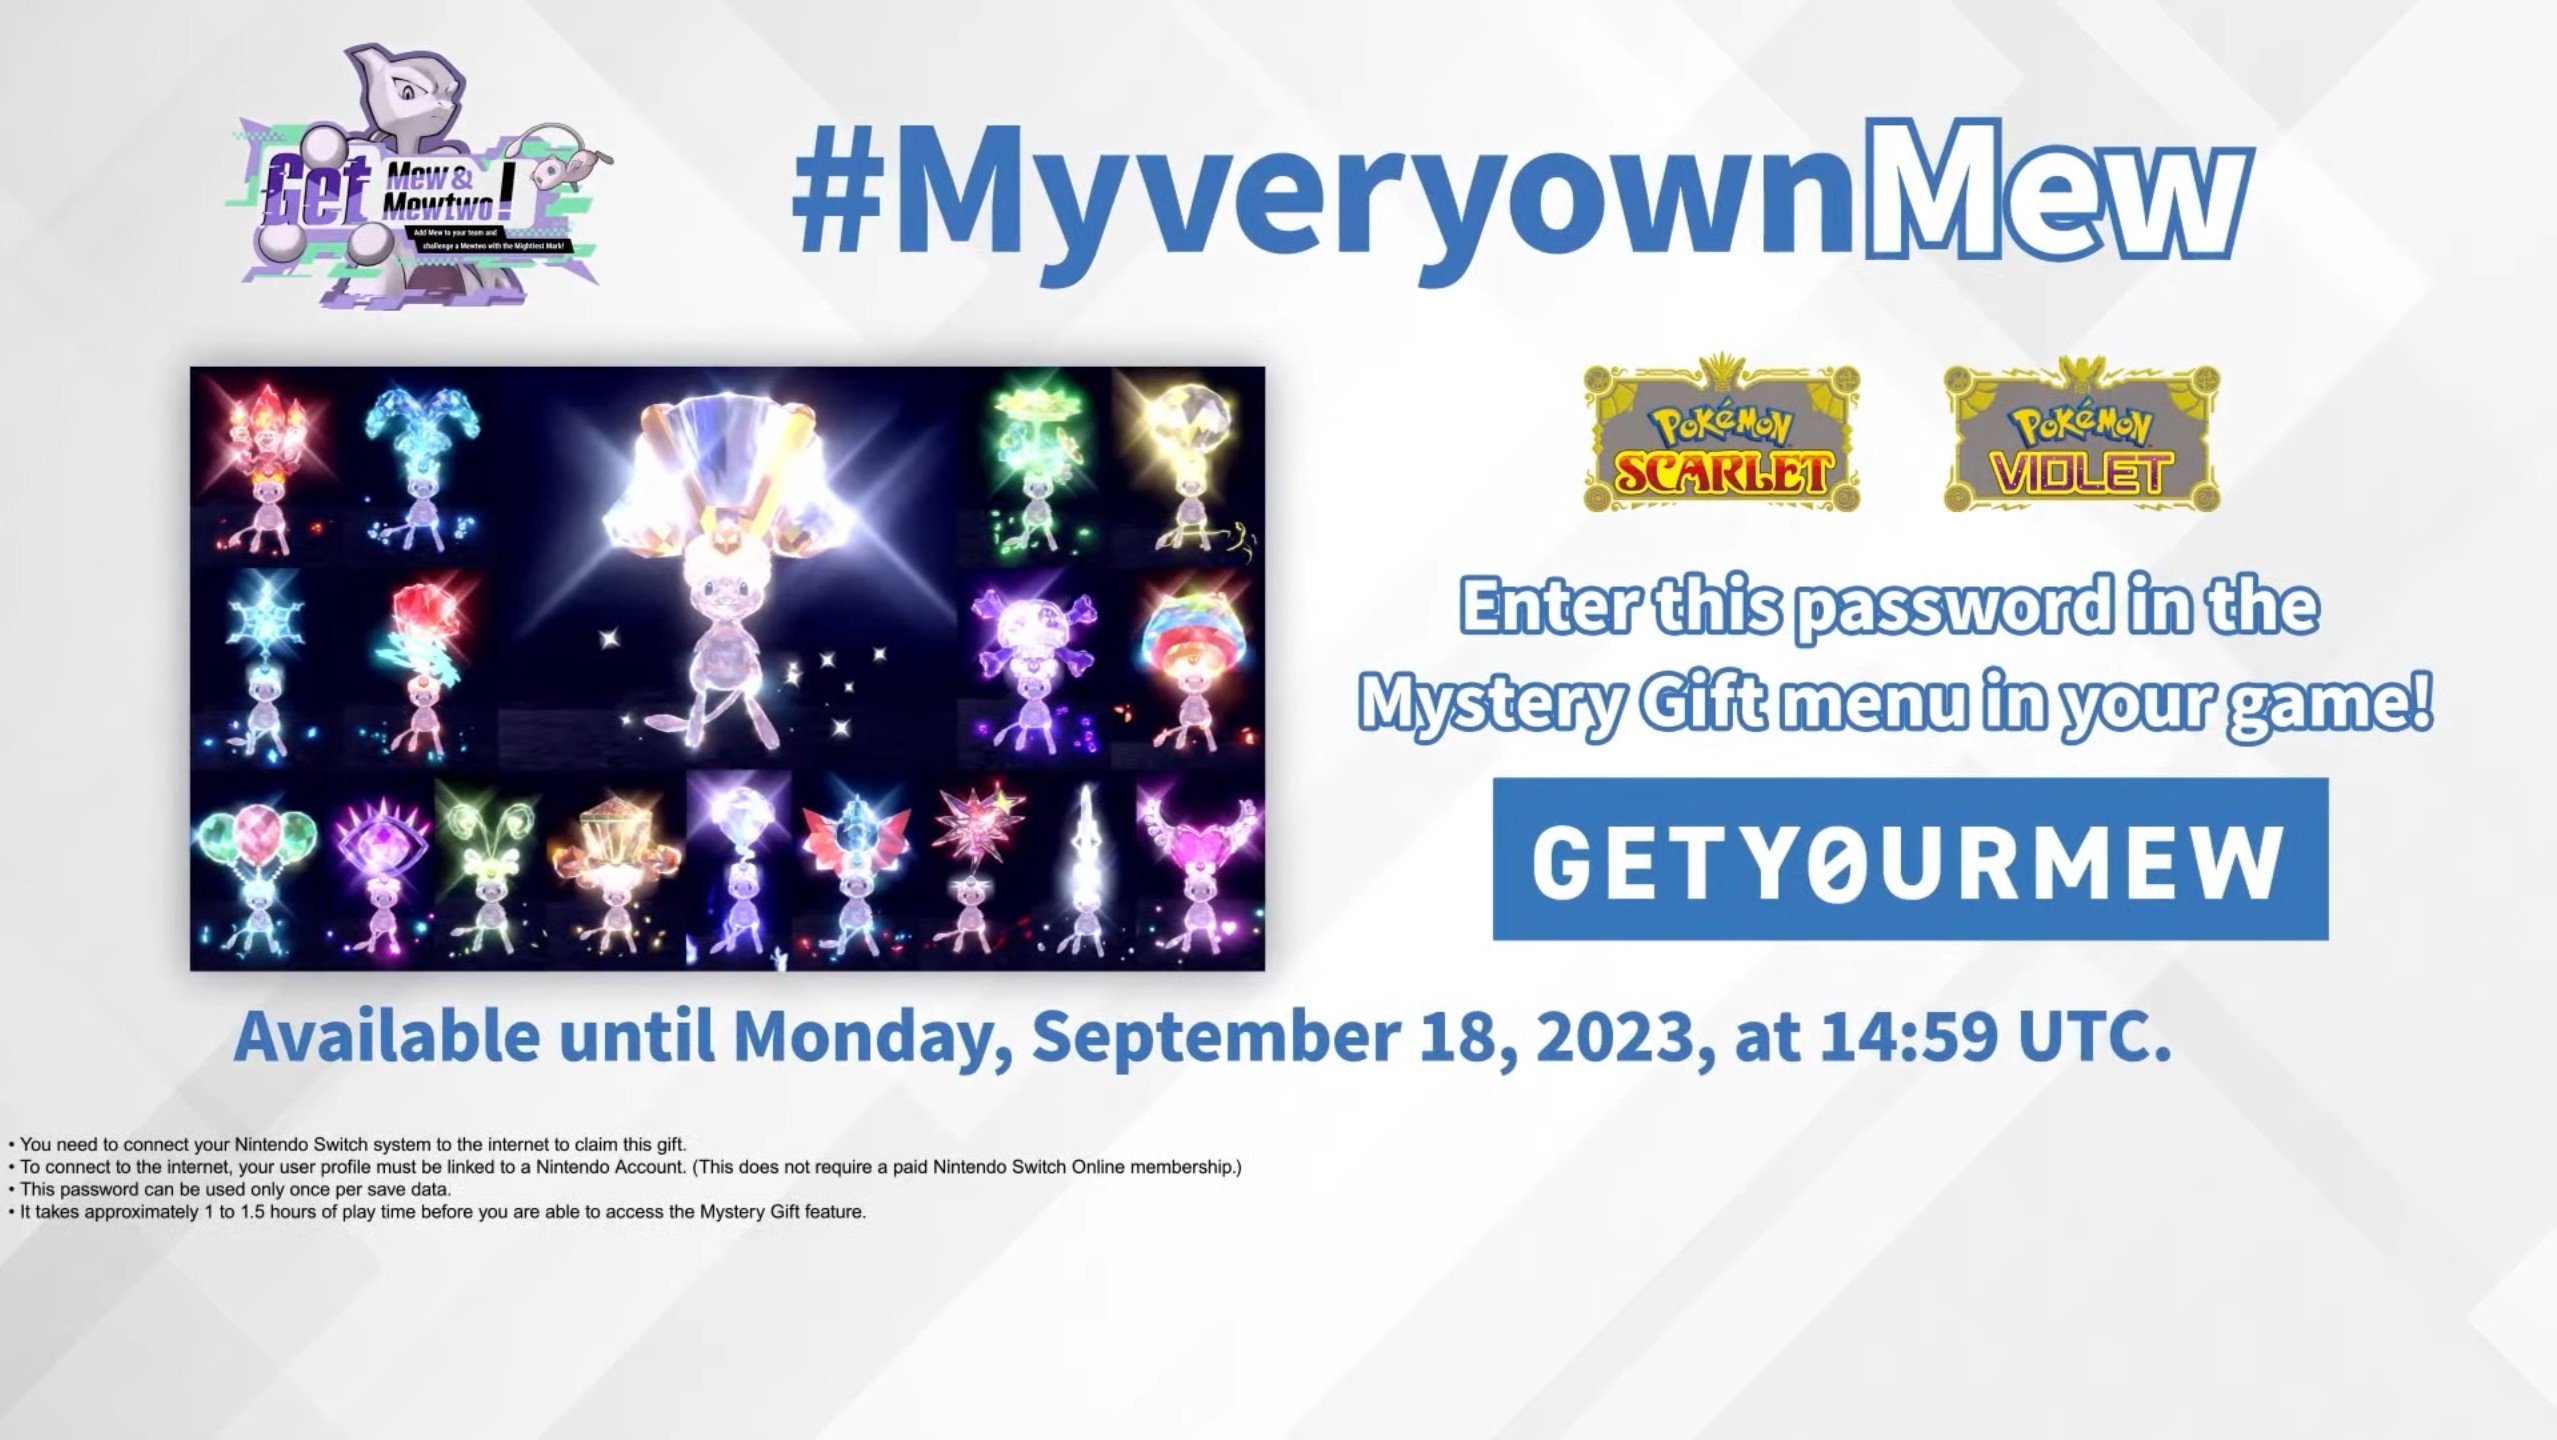 Get Mew &
Mewtwo!
Add Mew to your team and
challenge a Mewtwo with the Mightiest Mark!
#MyveryownMew
POKéMON
SCARLET
POKéMON
VIOLET
Enter this password in the
Mystery Gift menu in your game!
GETY0URMEW
Available until Monday, September 18, 2023, at 14:59 UTC.
• You need to connect your Nintendo Switch system to the internet to claim this gift.
• To connect to the internet, your user profile must be linked to a Nintendo Account. (This does not require a paid Nintendo Switch Online membership.)
• This password can be used only once per save data.
• It takes approximately 1 to 1.5 hours of play time before you are able to access the Mystery Gift feature.